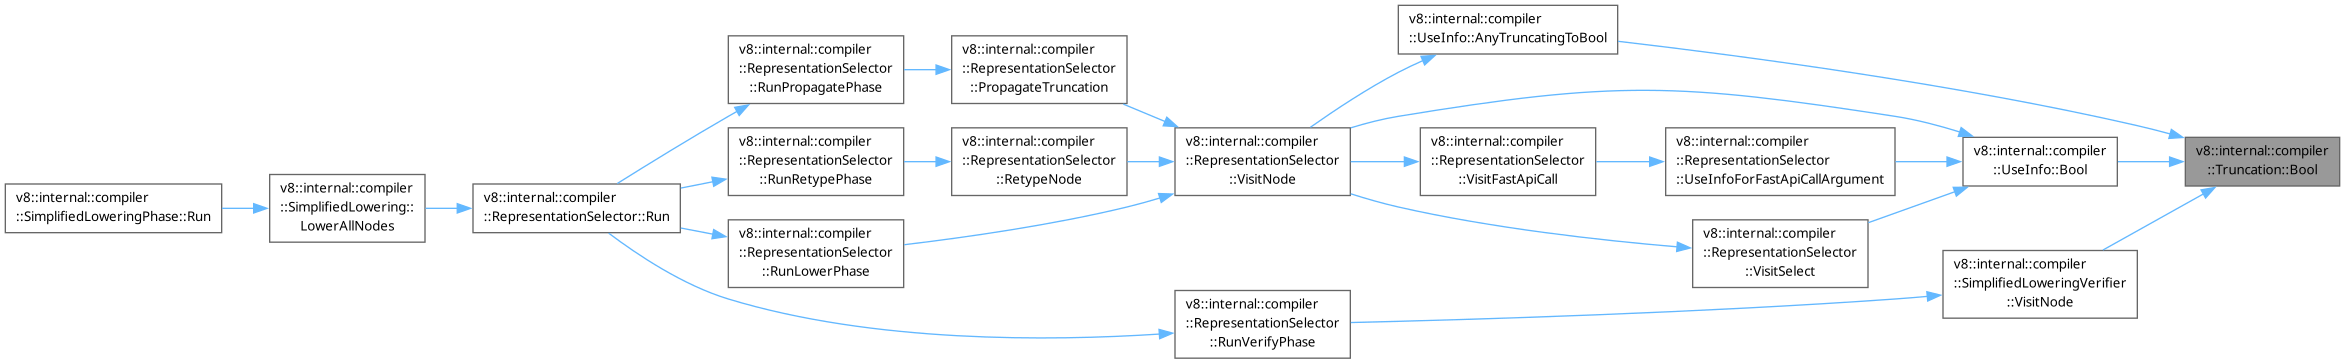 v8::internal::compiler
::SimplifiedLoweringPhase::Run
v8::internal::compiler
::SimplifiedLowering::
LowerAllNodes
v8::internal::compiler
::RepresentationSelector::Run
v8::internal::compiler
::RepresentationSelector
::RunPropagatePhase
v8::internal::compiler
::RepresentationSelector
::RunRetypePhase
v8::internal::compiler
::RepresentationSelector
::RunLowerPhase
v8::internal::compiler
::RepresentationSelector
::PropagateTruncation
v8::internal::compiler
::RepresentationSelector
::RetypeNode
v8::internal::compiler
::RepresentationSelector
::VisitNode
v8::internal::compiler
::RepresentationSelector
::RunVerifyPhase
v8::internal::compiler
::UseInfo::AnyTruncatingToBool
v8::internal::compiler
::RepresentationSelector
::VisitFastApiCall
v8::internal::compiler
::RepresentationSelector
::UseInfoForFastApiCallArgument
v8::internal::compiler
::RepresentationSelector
::VisitSelect
v8::internal::compiler
::UseInfo::Bool
v8::internal::compiler
::SimplifiedLoweringVerifier
::VisitNode
v8::internal::compiler
::Truncation::Bool